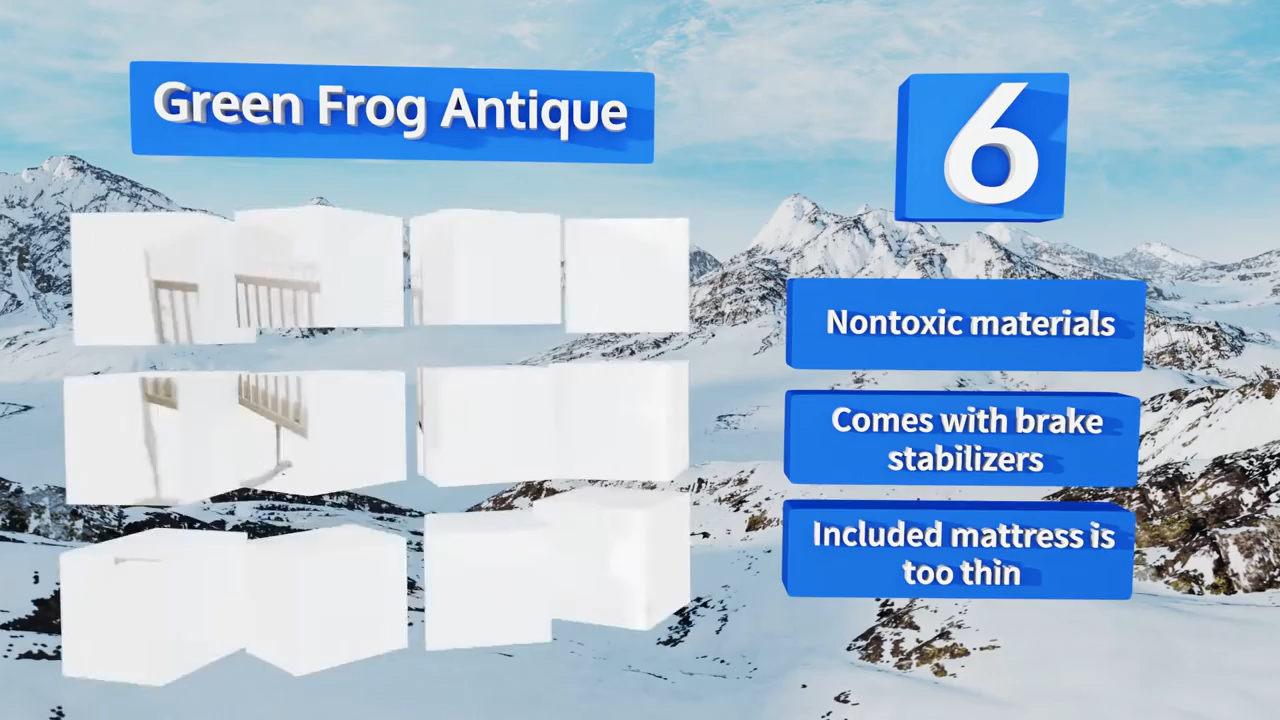 Green Frog Antique
6
Nontoxic materials
Comes with brake
stabilizers
Included mattress is
too thin